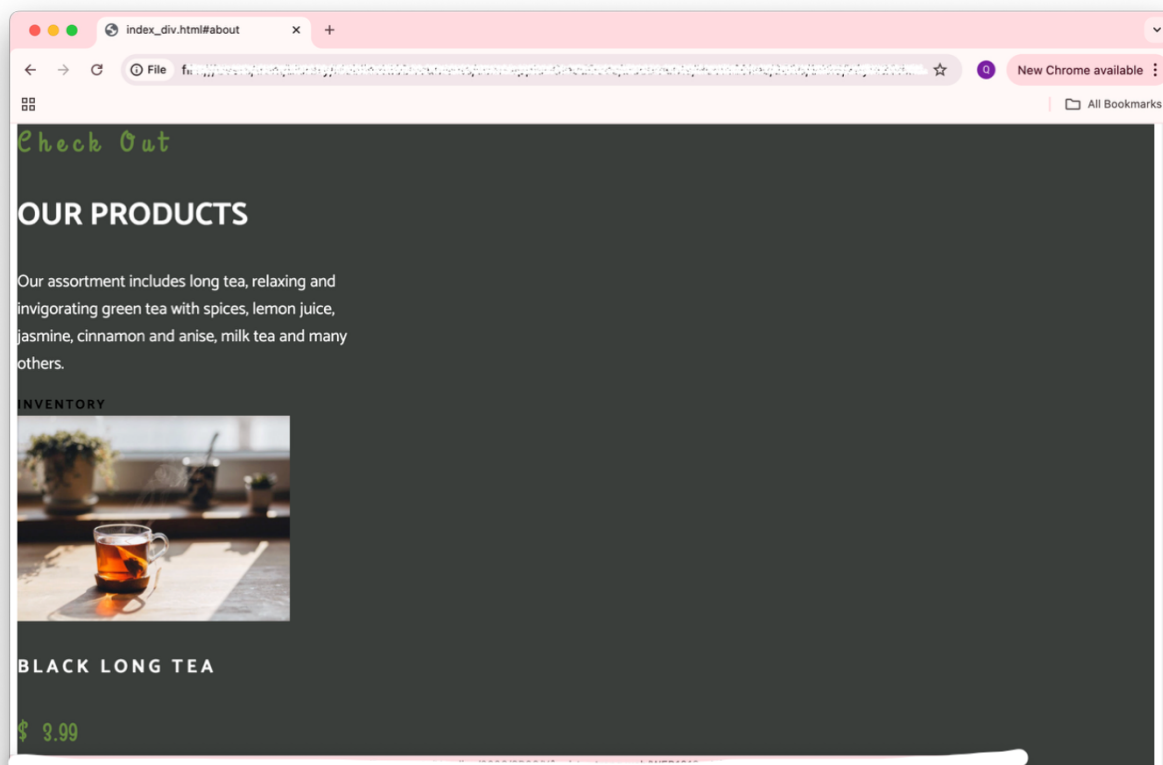 index_div.html#about
File
New Chrome available
All Bookmarks
Check Out
OUR PRODUCTS
Our assortment includes long tea, relaxing and
invigorating green tea with spices, lemon juice,
jasmine, cinnamon and anise, milk tea and many
others.
INVENTORY
BLACK LONG TEA
$ 3.99